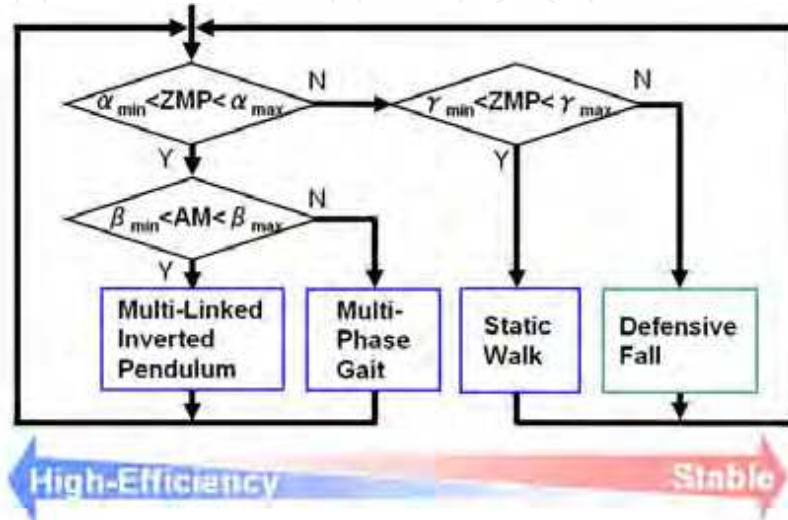 N
N
α min<ZMP<α max
γ min<ZMP<γ max
Y
Y
N
β min<AM<β max
Y
Multi-Linked
Inverted
Pendulum
Multi-
Phase
Gait
Static
Walk
Defensive
Fall
High-Efficiency
Stable